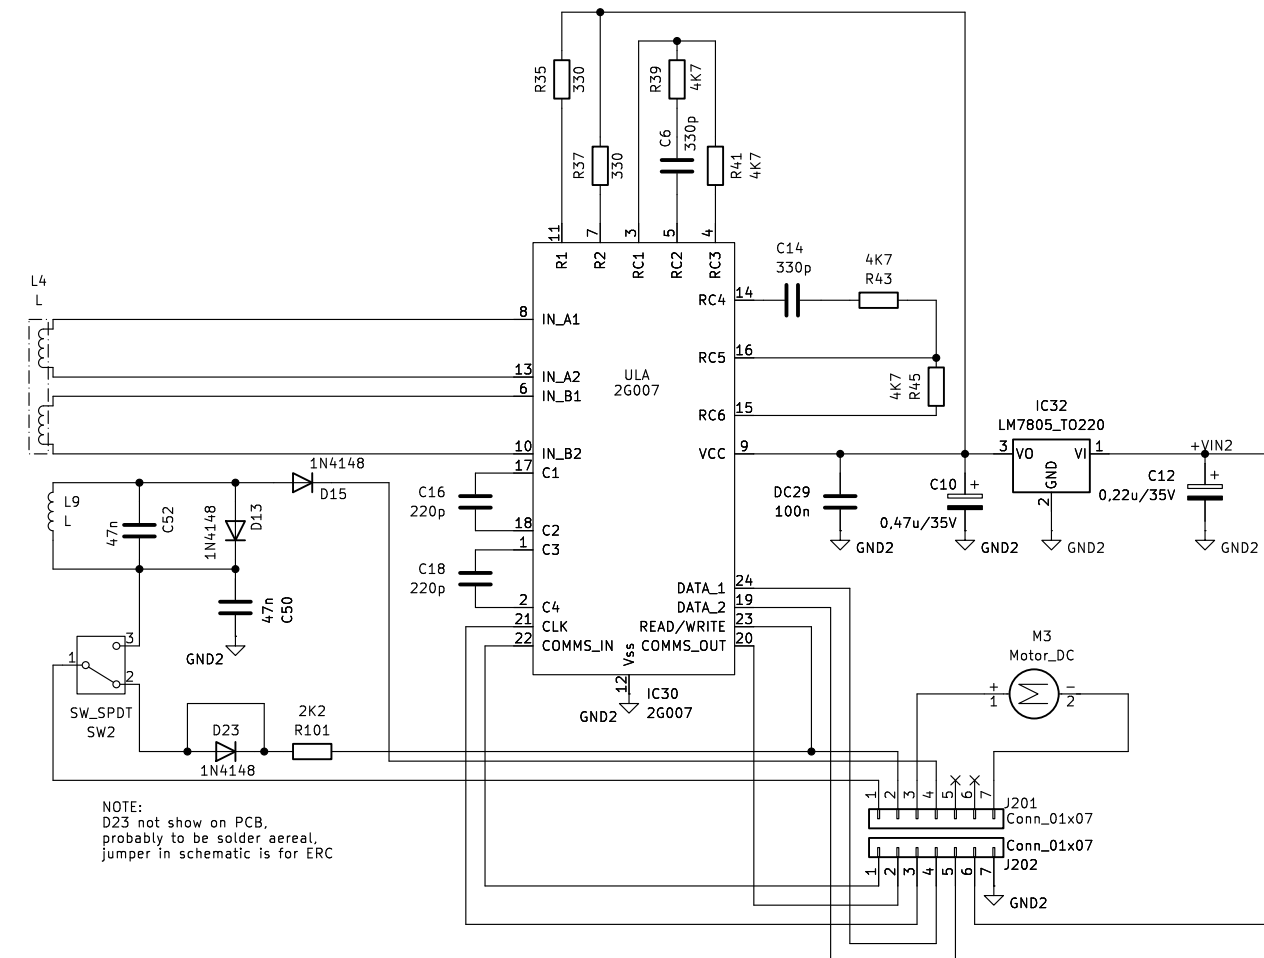 R35
330
R39
4K7
C6
330p
R37
330
R41
4K7
11
7
3
5
4
R1
R2
RC1
RC2
RC3
C14
330p
4K7
R43
L4
L
RC4
14
8
IN_A1
ULA
2G007
RC5
16
13
IN_A2
6
IN_B1
4K7
R45
RC6
15
IC32
LM7805_TO220
10
IN_B2
VCC
9
3
VO
VI
1
GND
2
+VIN2
17
C1
1N4148
D15
C16
220p
DC29
100n
C10
+
0,47u/35V
C12
+
0,22u/35V
L9
L
47n
C52
1N4148
D13
18
C2
1
C3
GND2
GND2
GND2
GND2
C18
220p
47n
C50
2
C4
DATA_1
24
DATA_2
19
21
CLK
READ/WRITE
23
22
COMMS_IN
COMMS_OUT
20
Vss
12
GND2
3
1
2
SW_SPDT
SW2
GND2
IC30
2G007
M3
Motor_DC
+
1
−
2
2K2
R101
D23
1N4148
NOTE:
D23 not show on PCB,
probably to be solder aereal,
jumper in schematic is for ERC
1
2
3
4
5
6
7
J201
Conn_01x07
Conn_01x07
J202
1
2
3
4
5
6
7
GND2